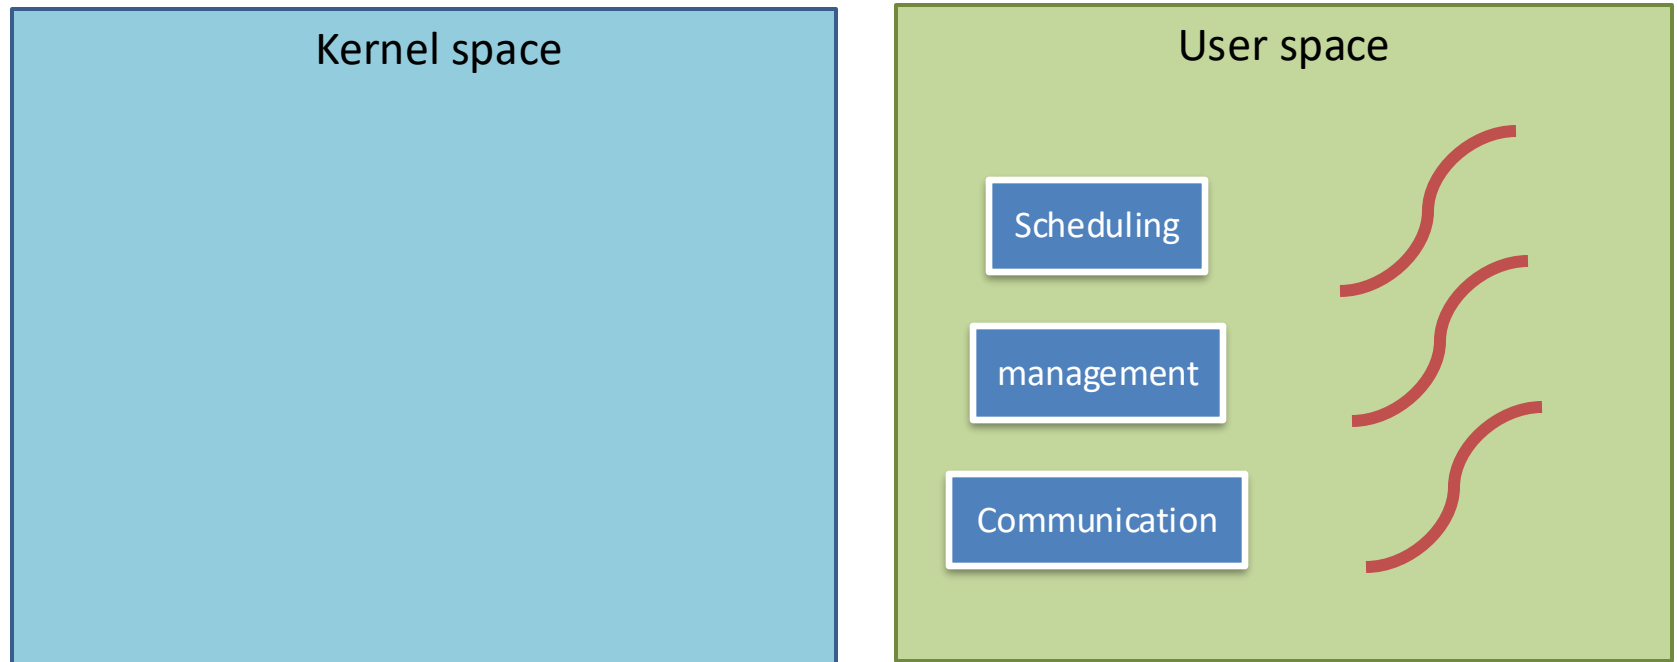 Kernel space
User space
Scheduling
management
Communication